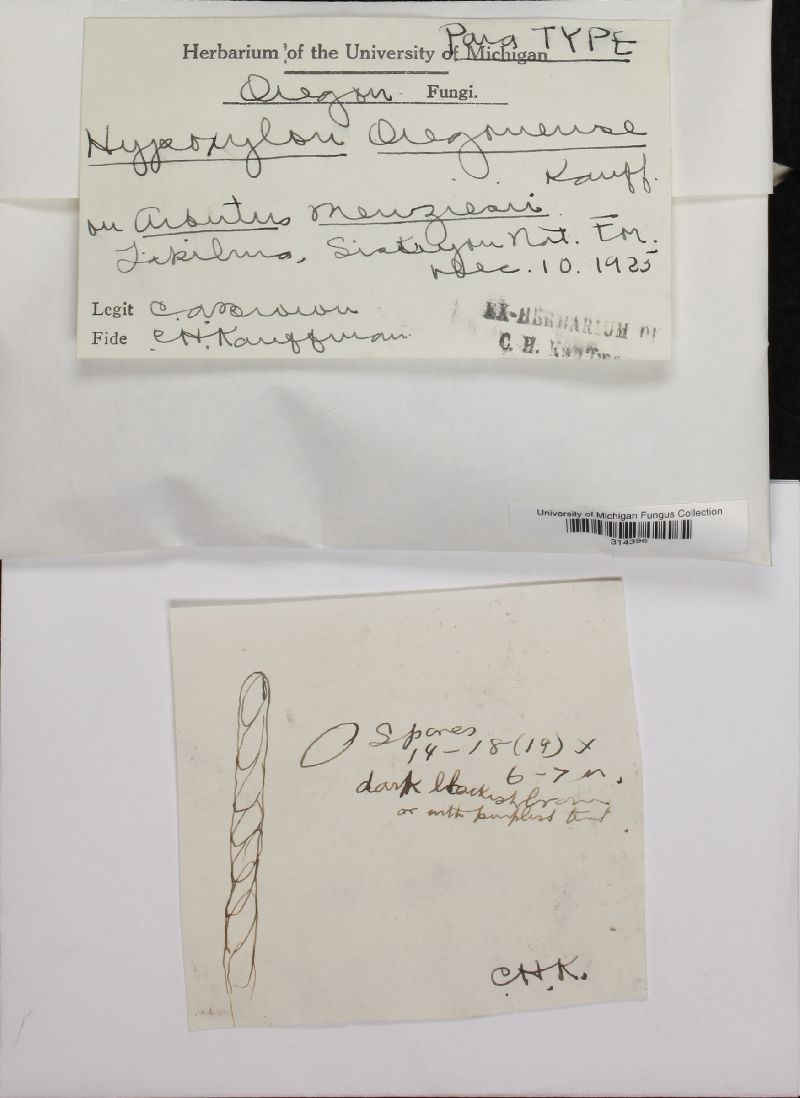 Para TYPE
Herbarium of the University of Michigan
Oregon Fungi.
Hypoxylon Oregonense
Kauff.
on Arbutus Menziesii.
Takilma, Siskiyou Nat. For.
Dec. 10. 1925
Legit C. A. Brown
Fide C.H. Kauffman
EX-HERBARIUM OF
C. H.
University of Michigan Fungus Collection
314396
Spores
14-18(19) x
6-7 m.
dark blackish brown
or with purplish tint.
C.H.K.